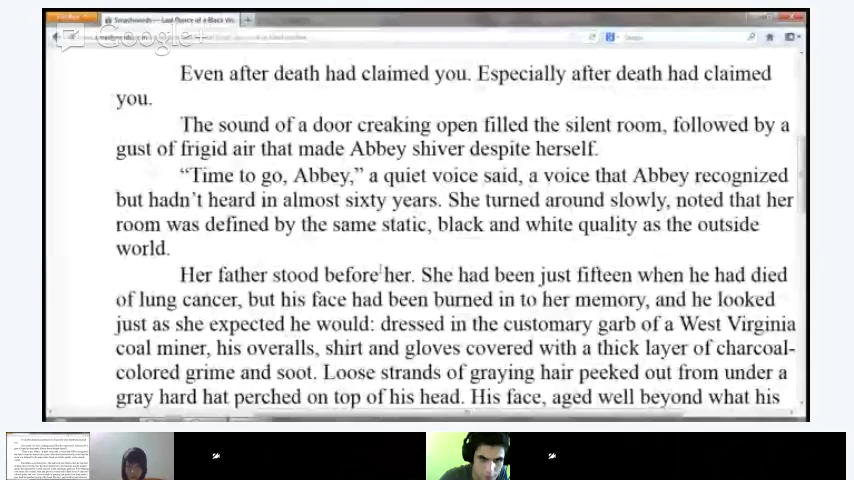 Smashwords — Last Dance of a Black Wi
Google+
Even after death had claimed you. Especially after death had claimed
you.
The sound of a door creaking open filled the silent room, followed by a
gust of frigid air that made Abbey shiver despite herself.
“Time to go, Abbey,” a quiet voice said, a voice that Abbey recognized
but hadn’t heard in almost sixty years. She turned around slowly, noted that her
room was defined by the same static, black and white quality as the outside
world.
Her father stood before her. She had been just fifteen when he had died
of lung cancer, but his face had been burned in to her memory, and he looked
just as she expected he would: dressed in the customary garb of a West Virginia
coal miner, his overalls, shirt and gloves covered with a thick layer of charcoal-
colored grime and soot. Loose strands of graying hair peeked out from under a
gray hard hat perched on top of his head. His face, aged well beyond what his